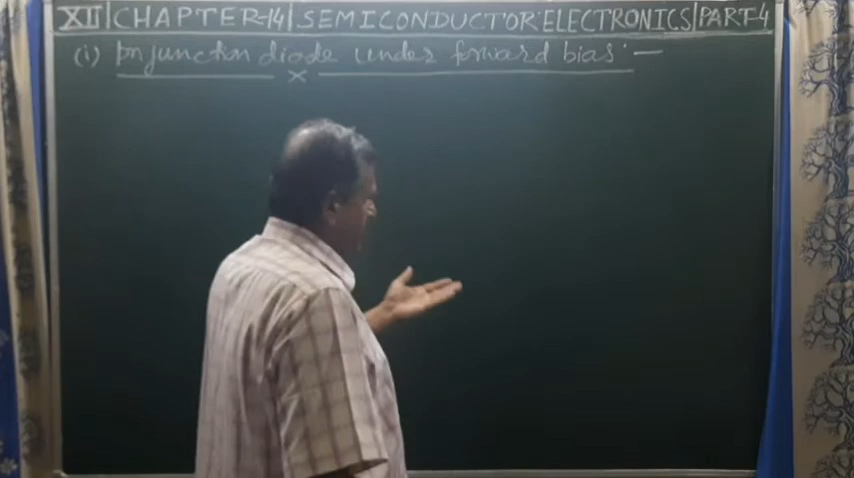 XII|CHAPTER-14|SEMICONDUCTOR ELECTRONICS|PART-4
(i) pn junction diode under forward bias :—